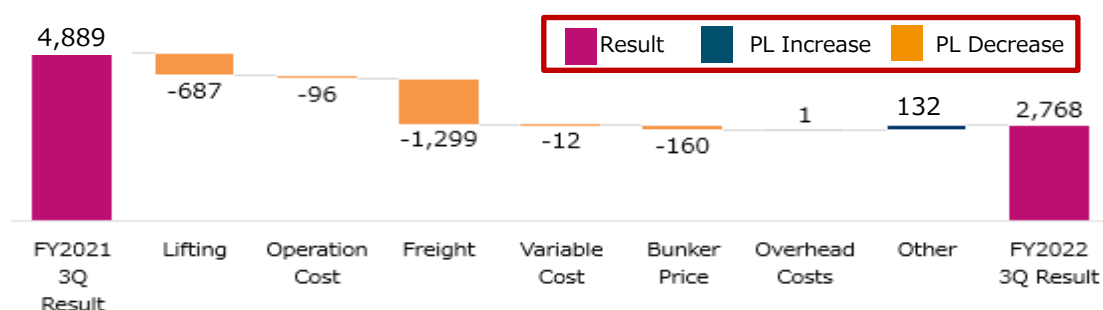 4,889
Result PL Increase PL Decrease
-687
-96
-1,299
-12
-160
1
132
2,768
FY2021
3Q
Result
Lifting
Operation
Cost
Freight
Variable
Cost
Bunker
Price
Overhead
Costs
Other
FY2022
3Q Result